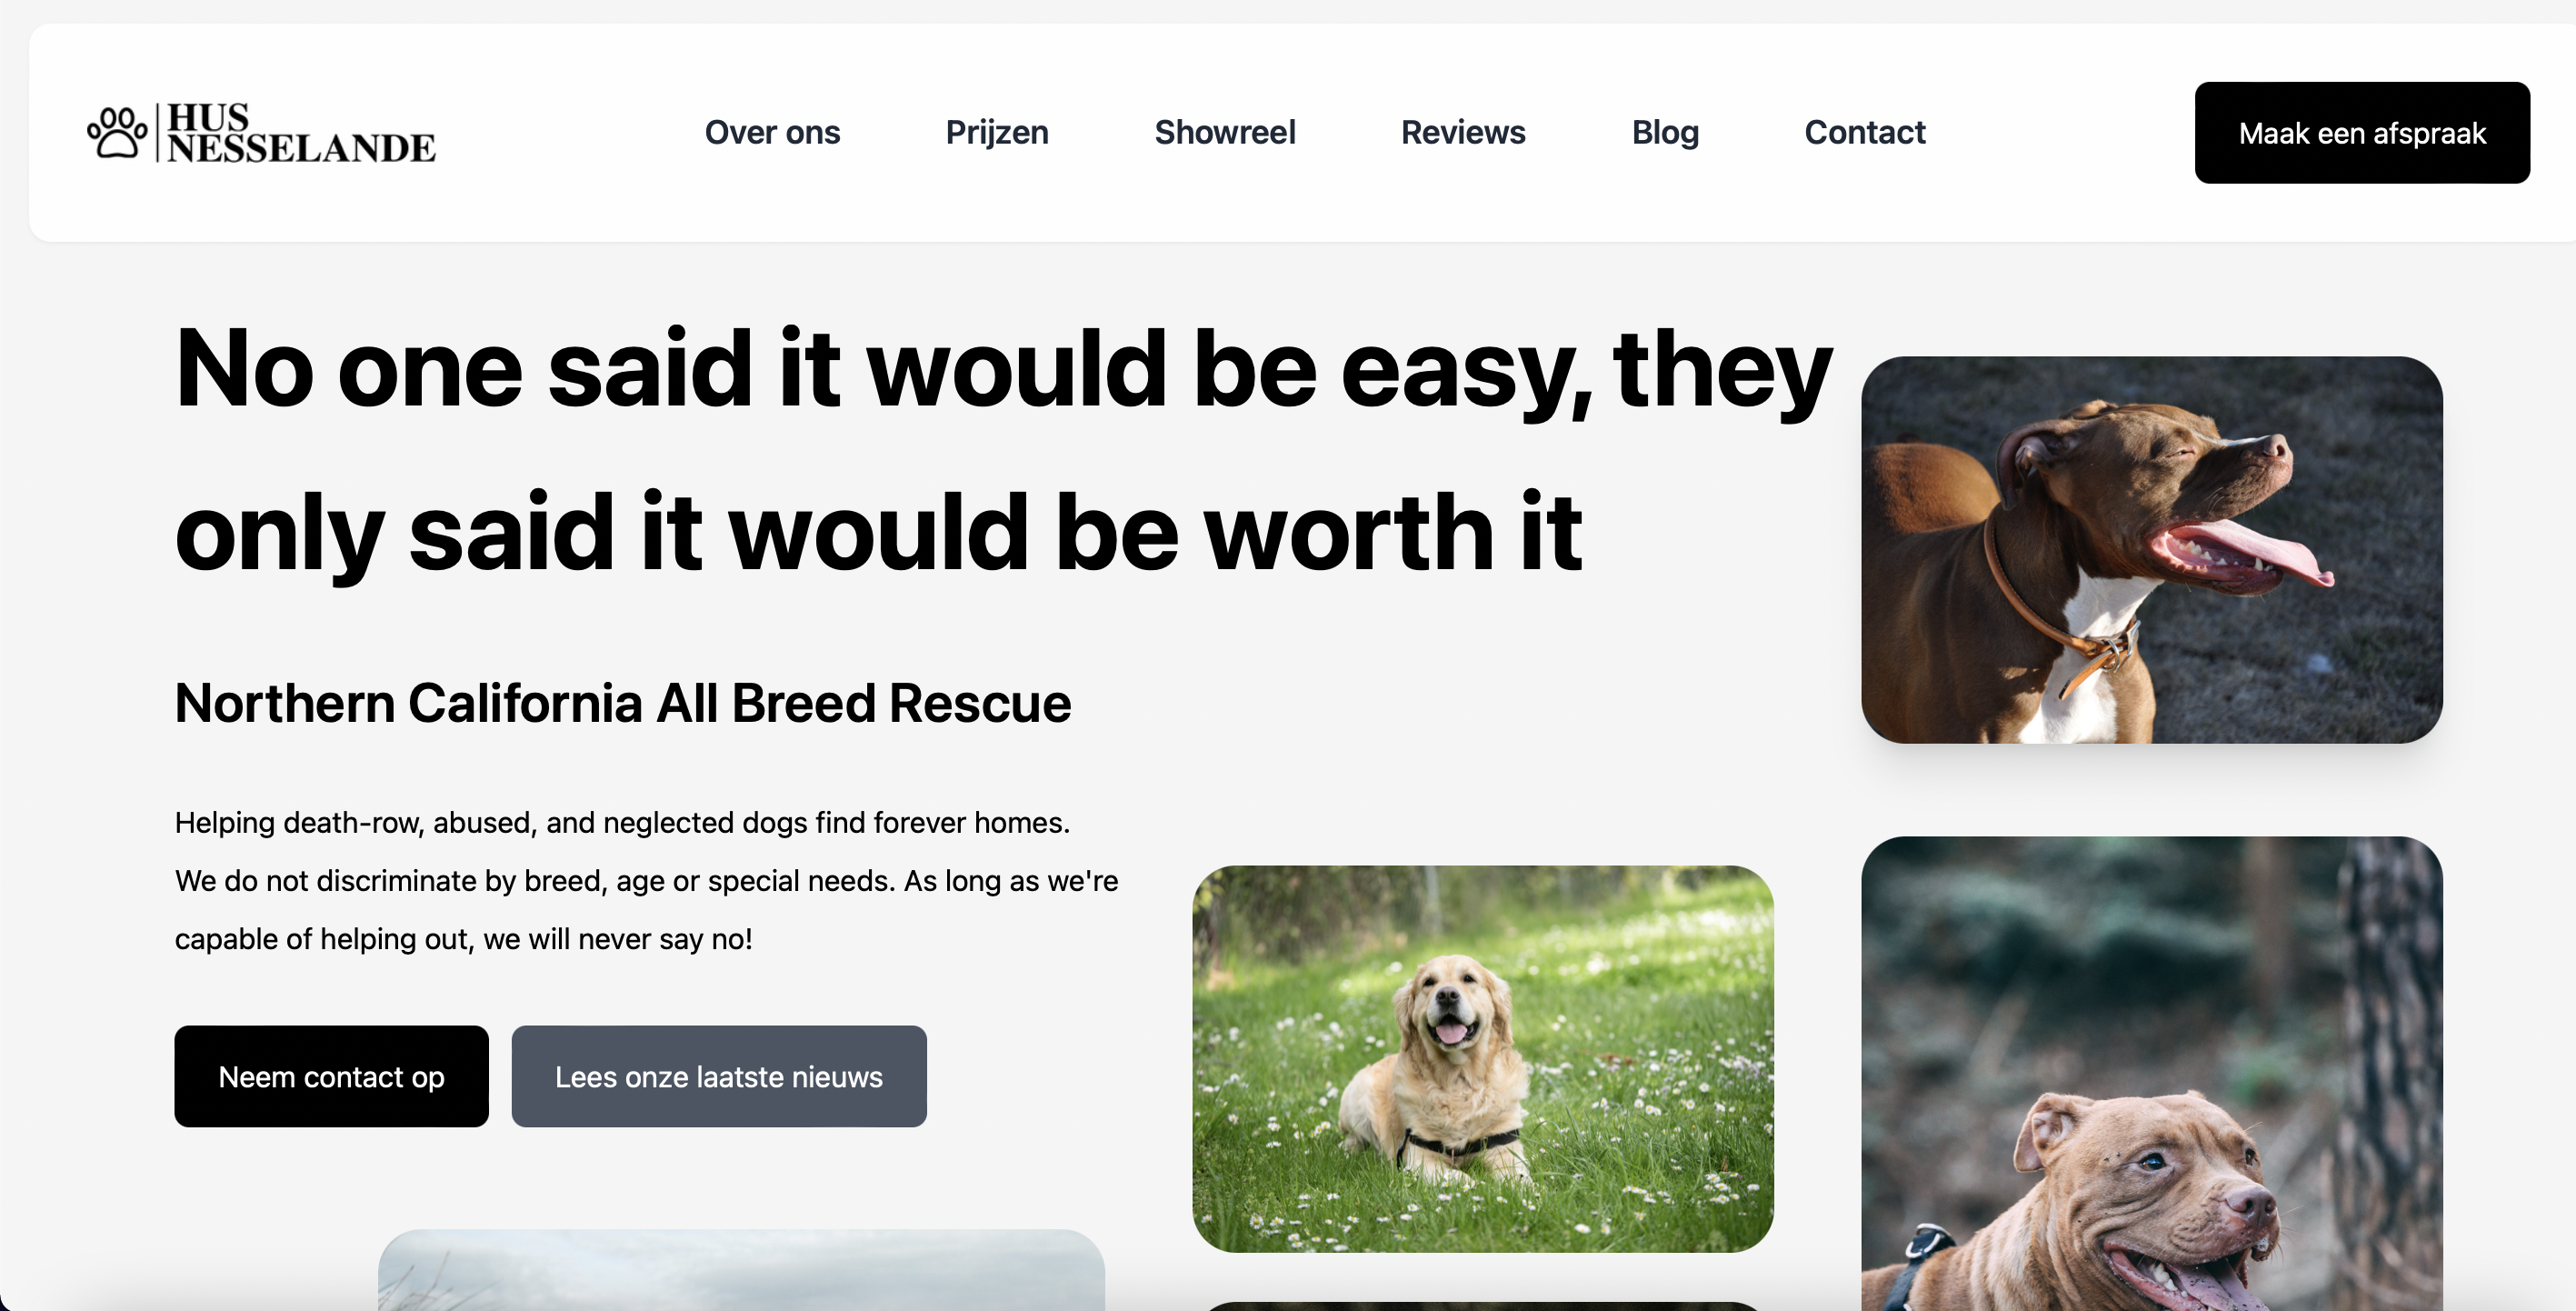 HUS
NESSELANDE
Over ons
Prijzen
Showreel
Reviews
Blog
Contact
Maak een afspraak
No one said it would be easy, they
only said it would be worth it
Northern California All Breed Rescue
Helping death-row, abused, and neglected dogs find forever homes.
We do not discriminate by breed, age or special needs. As long as we're
capable of helping out, we will never say no!
Neem contact op
Lees onze laatste nieuws